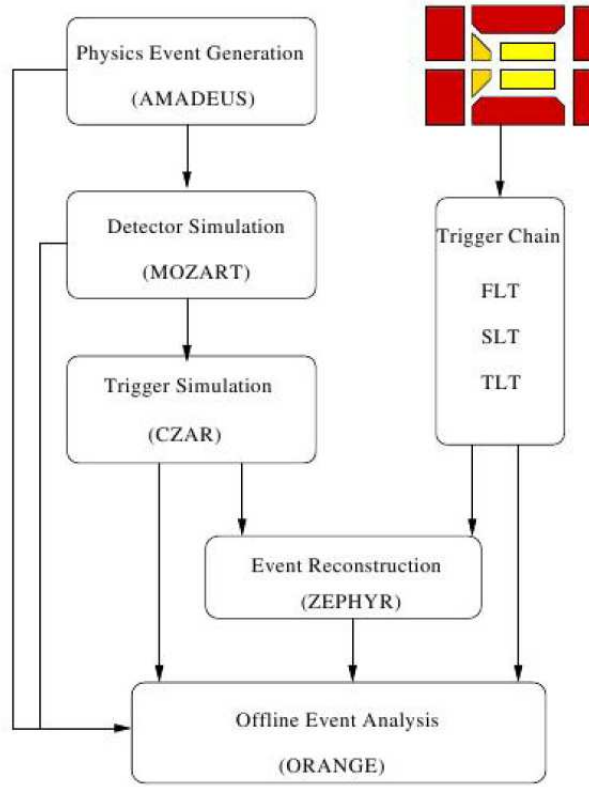 Physics Event Generation
(AMADEUS)
Detector Simulation
(MOZART)
Trigger Chain
FLT
SLT
TLT
Trigger Simulation
(CZAR)
Event Reconstruction
(ZEPHYR)
Offline Event Analysis
(ORANGE)